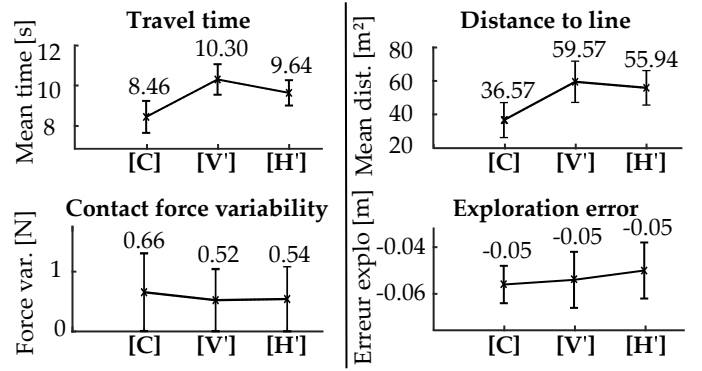 Travel time
Mean time [s]
12
10
8
8.46
10.30
9.64
[C] [V'] [H']
Distance to line
Mean dist. [m²]
80
60
40
20
36.57
59.57
55.94
[C] [V'] [H']
Contact force variability
Force var. [N]
1
0
0.66
0.52
0.54
[C] [V'] [H']
Exploration error
Erreur explo [m]
-0.04
-0.06
-0.05
-0.05
-0.05
[C] [V'] [H']